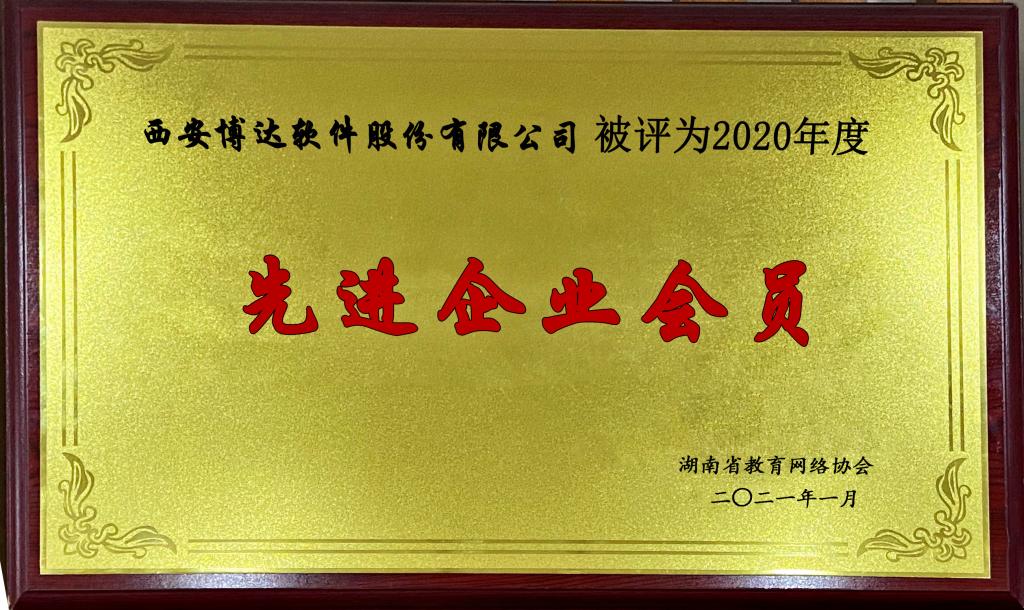 西安博达软件股份有限公司 被评为2020年度
先进企业会员
湖南省教育网络协会
二〇二一年一月